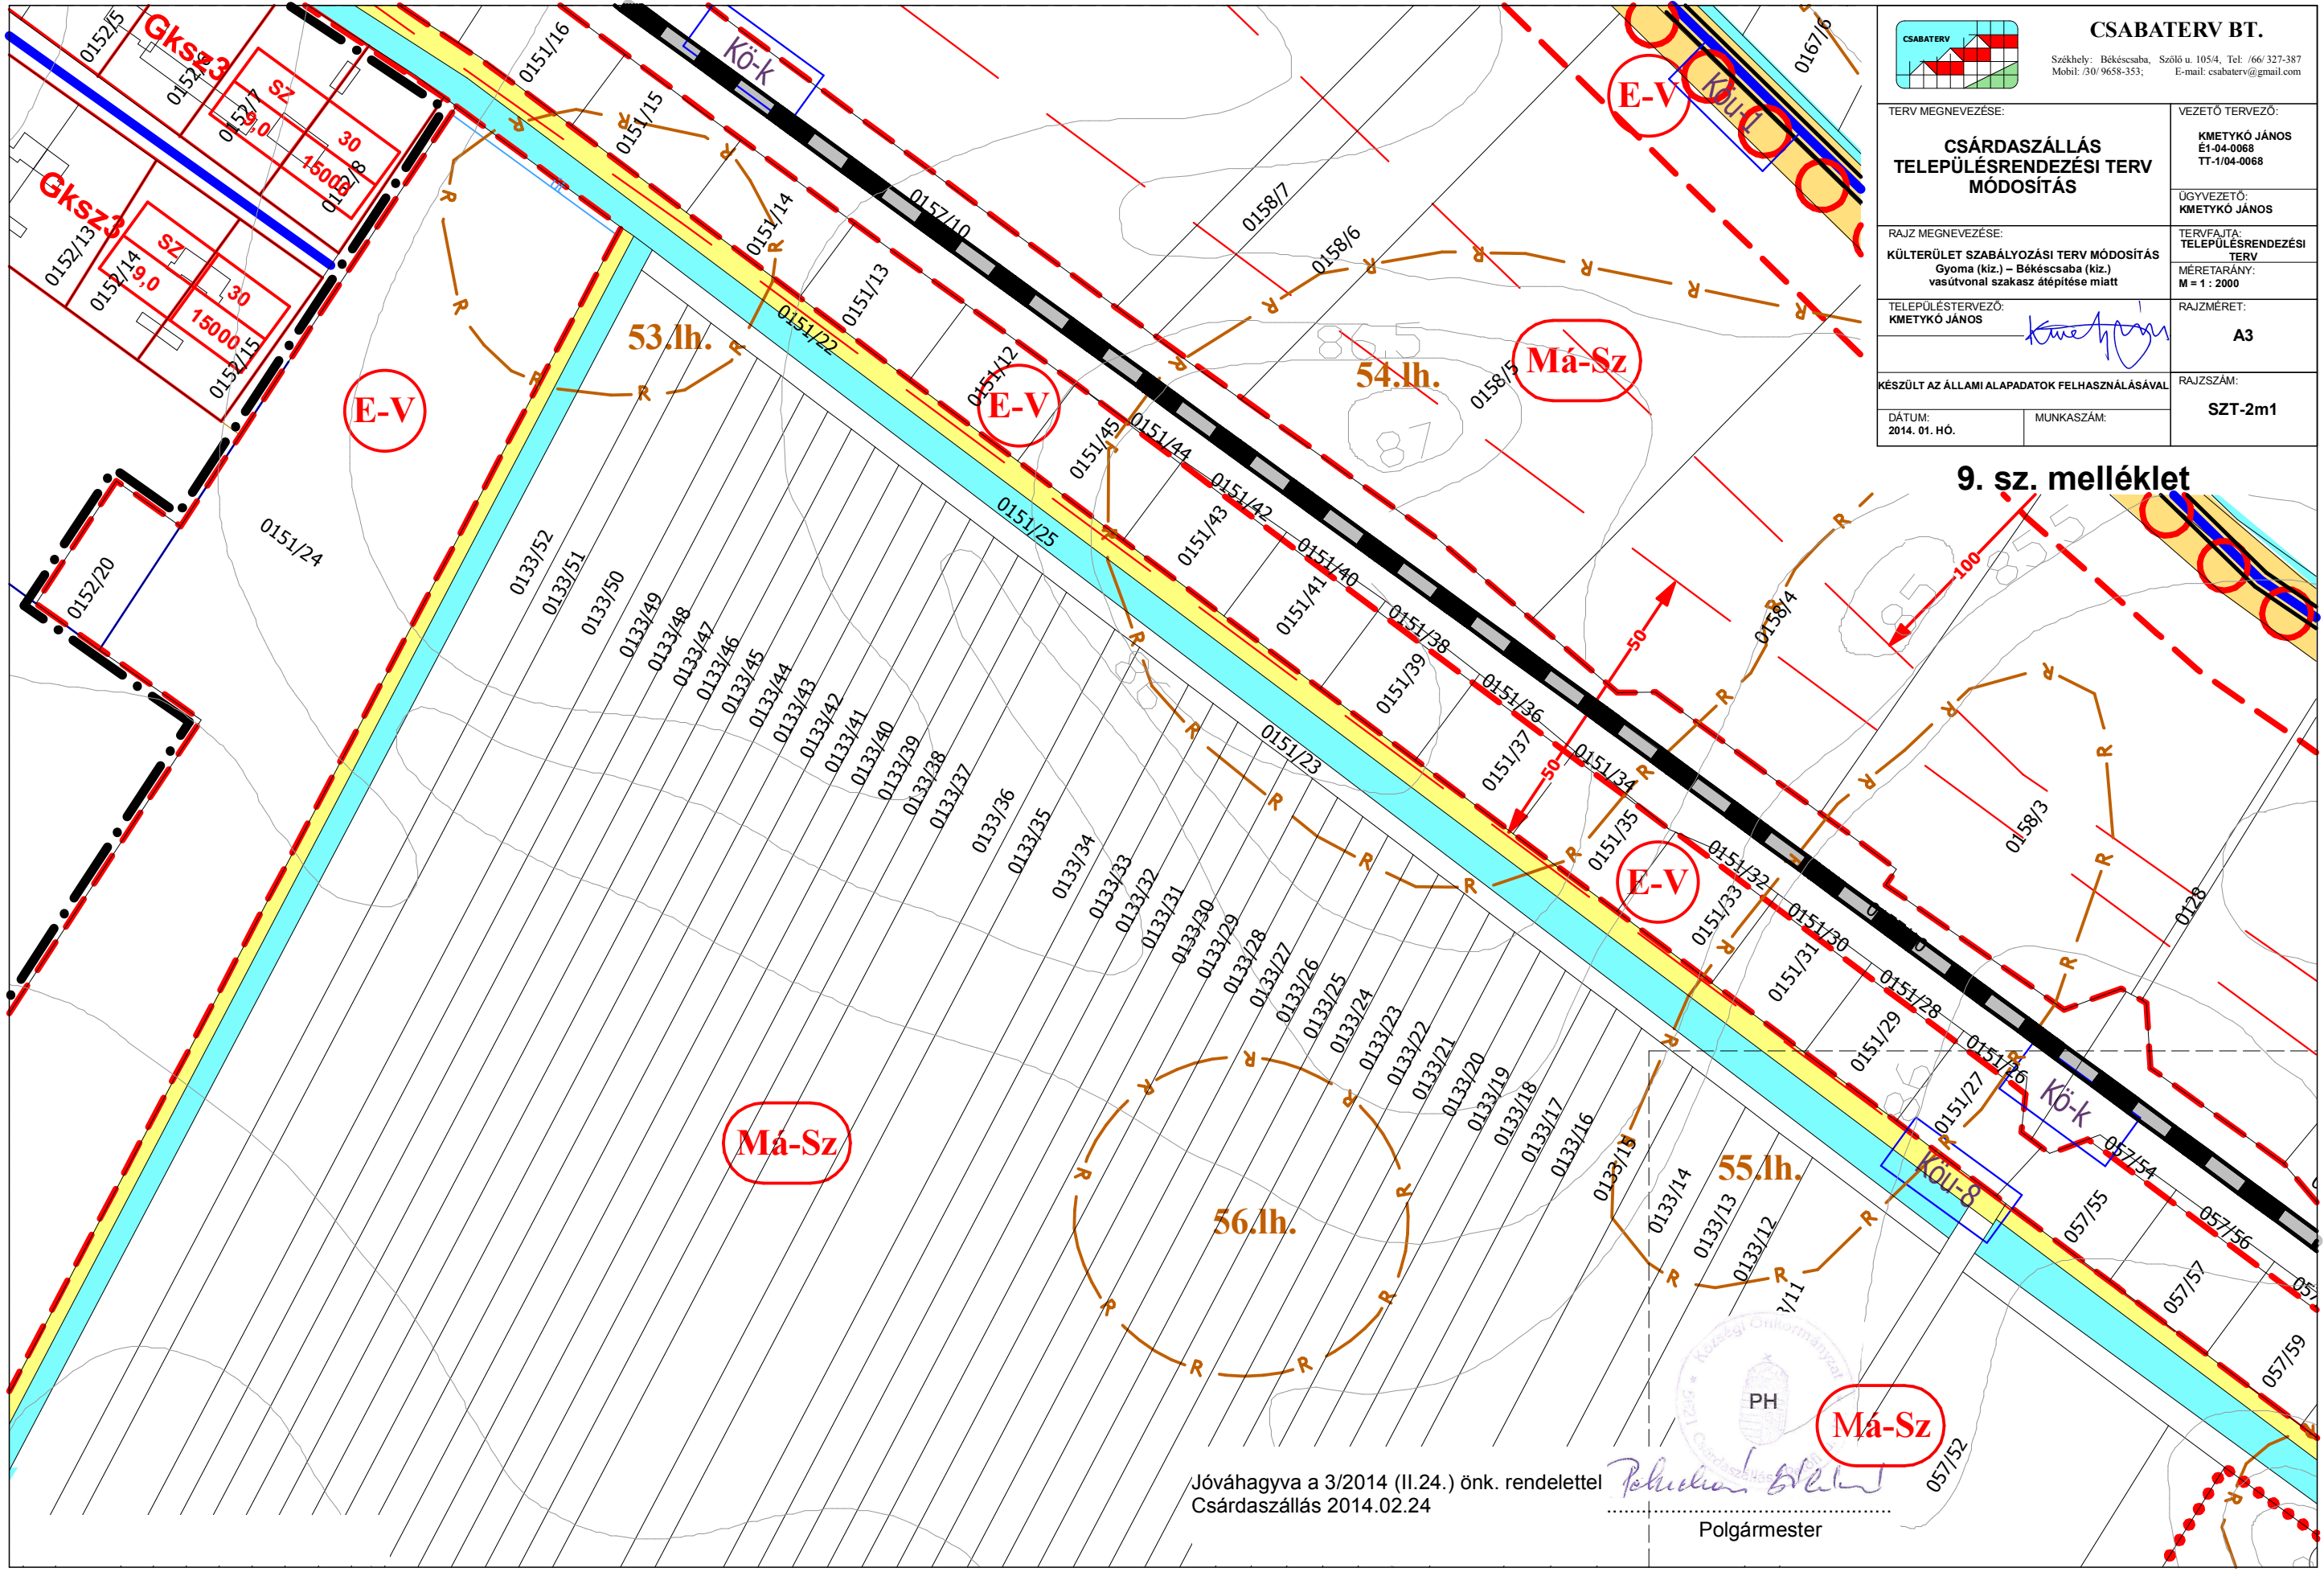 CSABATERV
CSABATERV BT.
Székhely: Békéscsaba, Szőlő u. 105/4, Tel: /66/ 327-387
Mobil: /30/ 9658-353; E-mail: csabaterv@gmail.com
TERV MEGNEVEZÉSE:
CSÁRDASZÁLLÁS
TELEPÜLÉSRENDEZÉSI TERV
MÓDOSÍTÁS
VEZETŐ TERVEZŐ:
KMETYKÓ JÁNOS
É1-04-0068
TT-1/04-0068
ÜGYVEZETŐ:
KMETYKÓ JÁNOS
RAJZ MEGNEVEZÉSE:
KÜLTERÜLET SZABÁLYOZÁSI TERV MÓDOSÍTÁS
Gyoma (kiz.) – Békéscsaba (kiz.)
vasútvonal szakasz átépítése miatt
TERVFAJTA:
TELEPÜLÉSRENDEZÉSI
TERV
MÉRETARÁNY:
M = 1 : 2000
TELEPÜLÉSTERVEZŐ:
KMETYKÓ JÁNOS
RAJZMÉRET:
A3
KÉSZÜLT AZ ÁLLAMI ALAPADATOK FELHASZNÁLÁSÁVAL
RAJZSZÁM:
SZT-2m1
DÁTUM:
2014. 01. HÓ.
MUNKASZÁM:
9. sz. melléklet
0152/5
Gksz3
0152/7
SZ
9,0
30
15000
0152/8
Gksz3
0152/13
0152/14
SZ
9,0
30
15000
0152/15
0152/20
0151/24
E-V
0151/16
0151/15
0151/14
0151/13
0151/12
0151/22
0151/25
0151/23
Kö-k
0157/10
0158/7
0158/6
0158/5
0158/4
0158/3
0128
0167/6
E-V
Köu-1
Má-Sz
53.lh.
54.lh.
865
87
E-V
0151/45
0151/44
0151/43
0151/42
0151/41
0151/40
0151/39
0151/38
0151/37
0151/36
0151/35
0151/34
0151/33
0151/32
0151/31
0151/30
0151/29
0151/28
0151/27
0151/26
50
50
100
85
855
86
86
E-V
Kö-k
Köu-8
0133/52
0133/51
0133/50
0133/49
0133/48
0133/47
0133/46
0133/45
0133/44
0133/43
0133/42
0133/41
0133/40
0133/39
0133/38
0133/37
0133/36
0133/35
0133/34
0133/33
0133/32
0133/31
0133/30
0133/29
0133/28
0133/27
0133/26
0133/25
0133/24
0133/23
0133/22
0133/21
0133/20
0133/19
0133/18
0133/17
0133/16
0133/15
0133/14
0133/13
0133/12
3/11
55.lh.
56.lh.
Má-Sz
057/54
057/55
057/56
057/57
057/59
057/52
Má-Sz
PH
Községi Önkormányzat
Jóváhagyva a 3/2014 (II.24.) önk. rendelettel
Csárdaszállás 2014.02.24
Polgármester